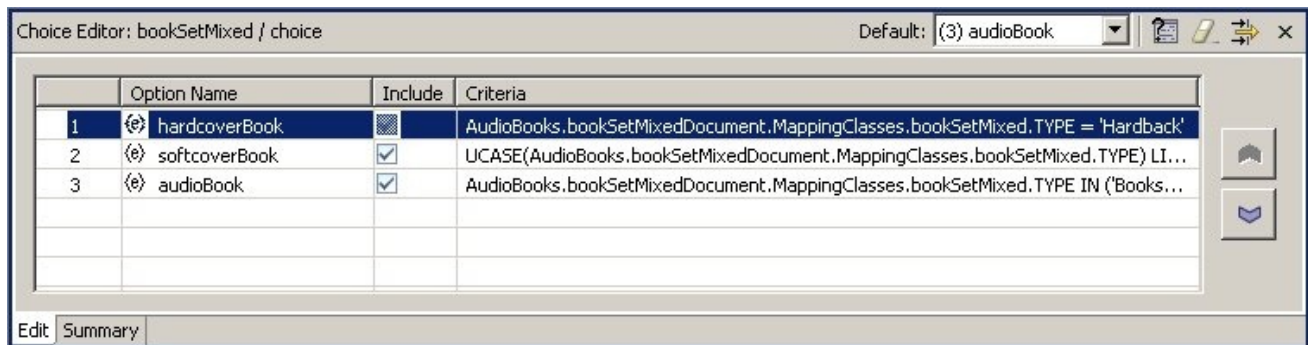 Choice Editor: bookSetMixed / choice Default: (3) audioBook
Option Name Include Criteria
1 hardcoverBook AudioBooks.bookSetMixedDocument.MappingClasses.bookSetMixed.TYPE = 'Hardback'
2 softcoverBook UCASE(AudioBooks.bookSetMixedDocument.MappingClasses.bookSetMixed.TYPE) LI...
3 audioBook AudioBooks.bookSetMixedDocument.MappingClasses.bookSetMixed.TYPE IN ('Books...
Edit Summary